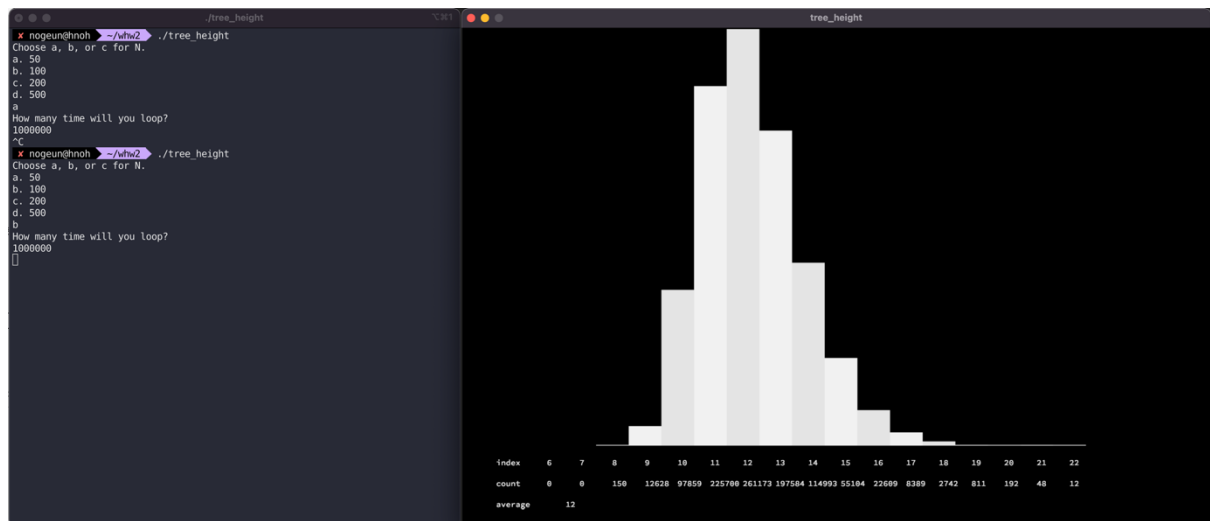 ./tree_height
⌥⌘1
✘ nogeun@hnoh ~/whw2 ./tree_height
Choose a, b, or c for N.
a. 50
b. 100
c. 200
d. 500
a
How many time will you loop?
1000000
^C
✘ nogeun@hnoh ~/whw2 ./tree_height
Choose a, b, or c for N.
a. 50
b. 100
c. 200
d. 500
b
How many time will you loop?
1000000
tree_height
index 6 7 8 9 10 11 12 13 14 15 16 17 18 19 20 21 22
count 0 0 150 12628 97859 225700 261173 197584 114993 55104 22609 8389 2742 811 192 48 12
average 12